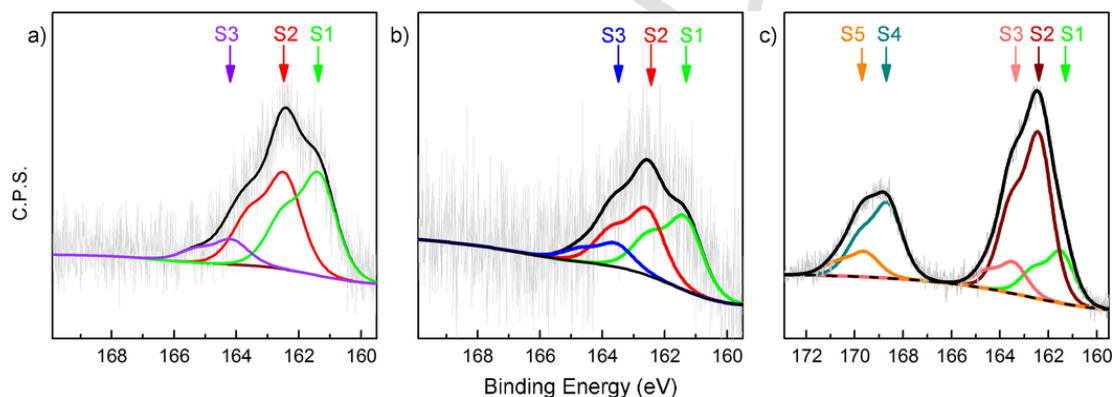 a)
S3 S2 S1
b)
S3 S2 S1
c)
S5 S4 S3 S2 S1
C.P.S.
168 166 164 162 160
168 166 164 162 160
172 170 168 166 164 162 160
Binding Energy (eV)